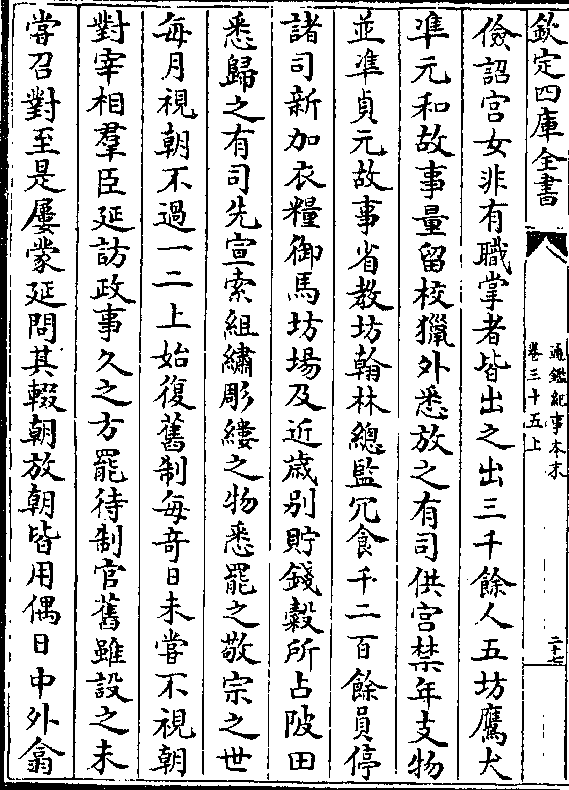 欽定四庫全書
通鑑紀事本末
卷三十五上
二十七
儉詔宫女非有職掌者皆出之出三千餘人五坊鷹犬
凖元和故事量留校獵外悉放之有司供宫禁年支物
並凖貞元故事省教坊翰林總監冗食千二百餘員停
諸司新加衣糧御馬坊場及近歳别貯錢糓所占陂田
悉歸之有司先宣索組繡彫縷之物悉罷之敬宗之世
每月視朝不過一二上始復舊制每奇日未嘗不視朝
對宰相羣臣延訪政事久之方罷待制官舊雖設之未
嘗召對至是屢蒙延問其輟朝放朝皆用偶日中外翕